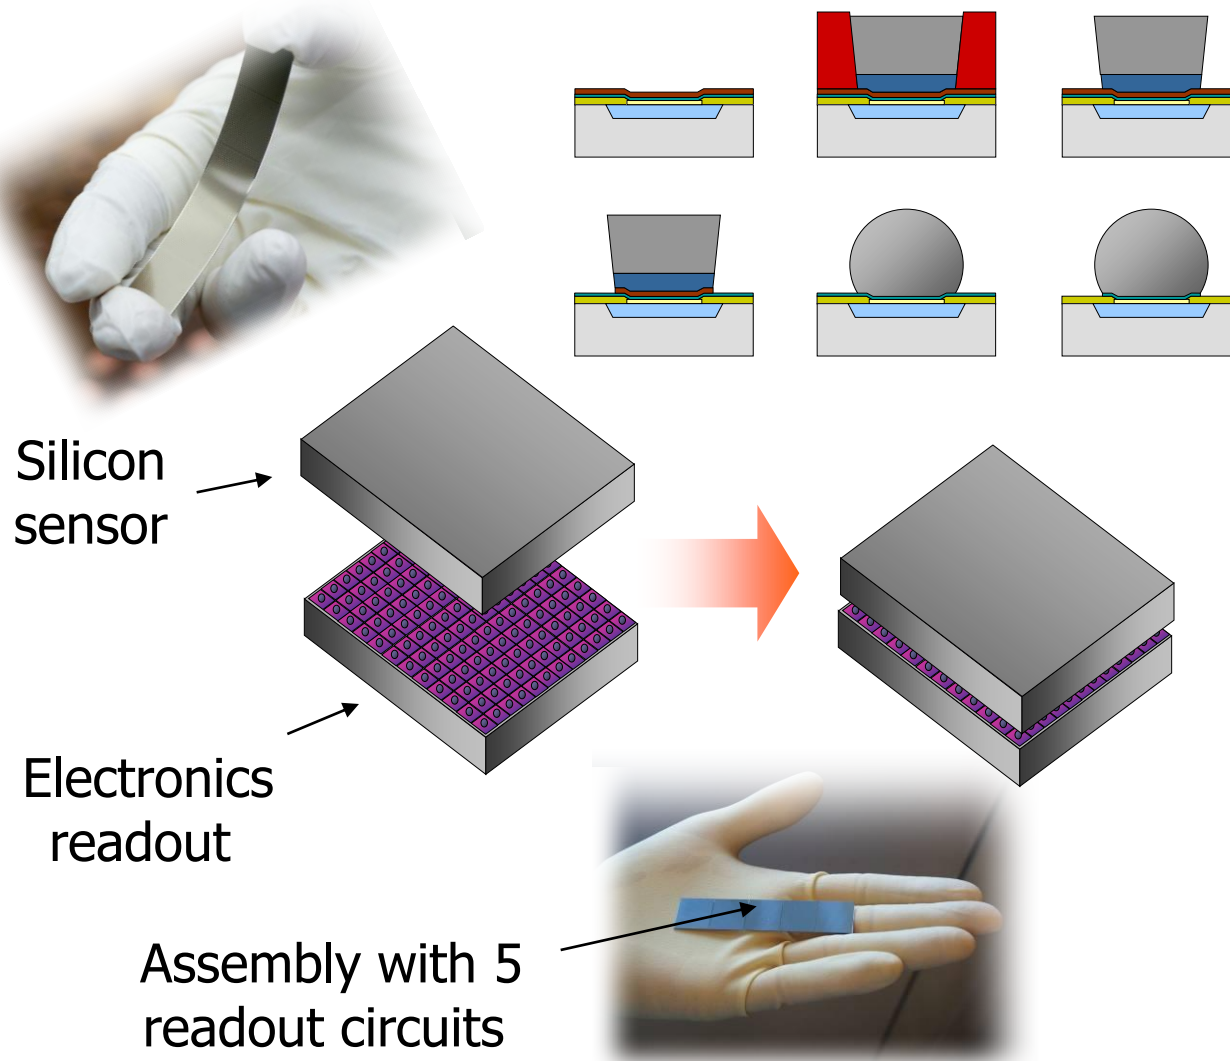 Silicon
sensor
Electronics
readout
Assembly with 5
readout circuits